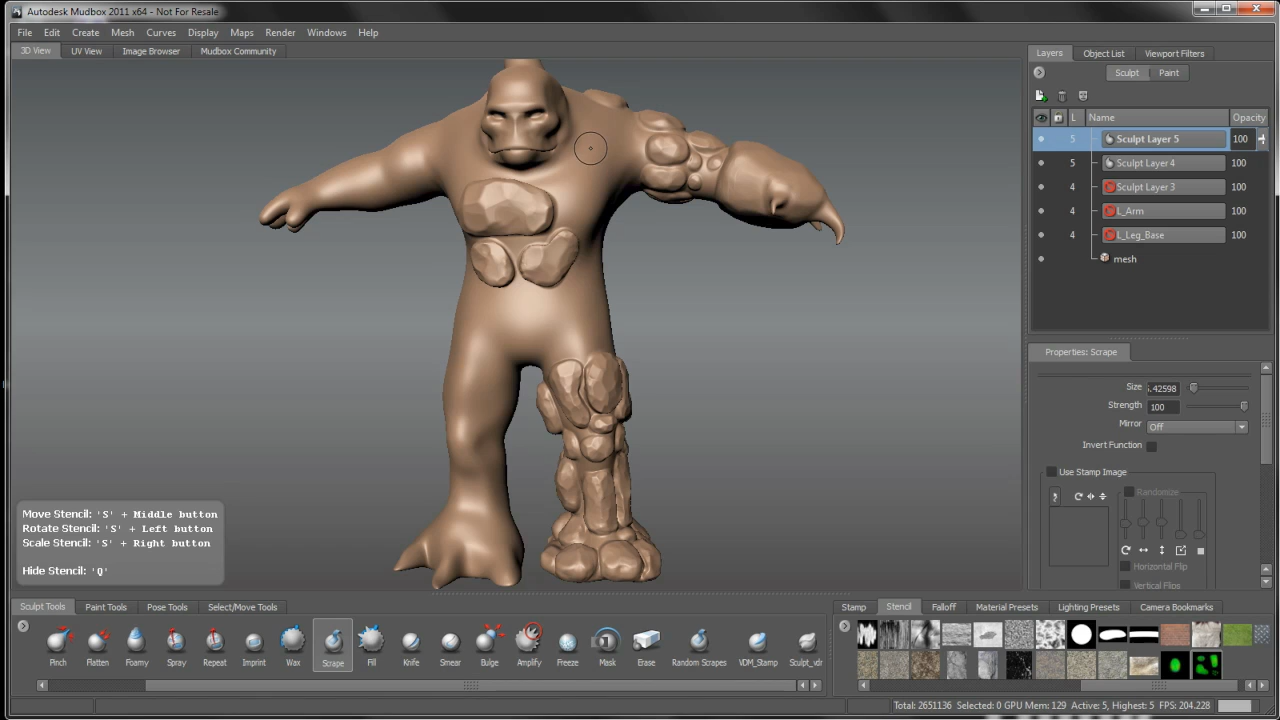 Autodesk Mudbox 2011 x64 - Not For Resale
File Edit Create Mesh Curves Display Maps Render Windows Help
3D View UV View Image Browser Mudbox Community
Layers Object List Viewport Filters
Sculpt Paint
L Name Opacity
5 Sculpt Layer 5 100
5 Sculpt Layer 4 100
4 Sculpt Layer 3 100
4 L_Arm 100
4 L_Leg_Base 100
mesh
Properties: Scrape
Size .42598
Strength 100
Mirror Off
Invert Function
Use Stamp Image
Randomize
Horizontal Flip
Vertical Flips
Move Stencil: 'S' + Middle button
Rotate Stencil: 'S' + Left button
Scale Stencil: 'S' + Right button
Hide Stencil: 'Q'
Sculpt Tools Paint Tools Pose Tools Select/Move Tools
Pinch Flatten Foamy Spray Repeat Imprint Wax Scrape Fill Knife Smear Bulge Amplify Freeze Mask Erase Random Scrapes VDM_Stamp Sculpt_vdr
Stamp Stencil Falloff Material Presets Lighting Presets Camera Bookmarks
Total: 2651136 Selected: 0 GPU Mem: 129 Active: 5, Highest: 5 FPS: 204.228